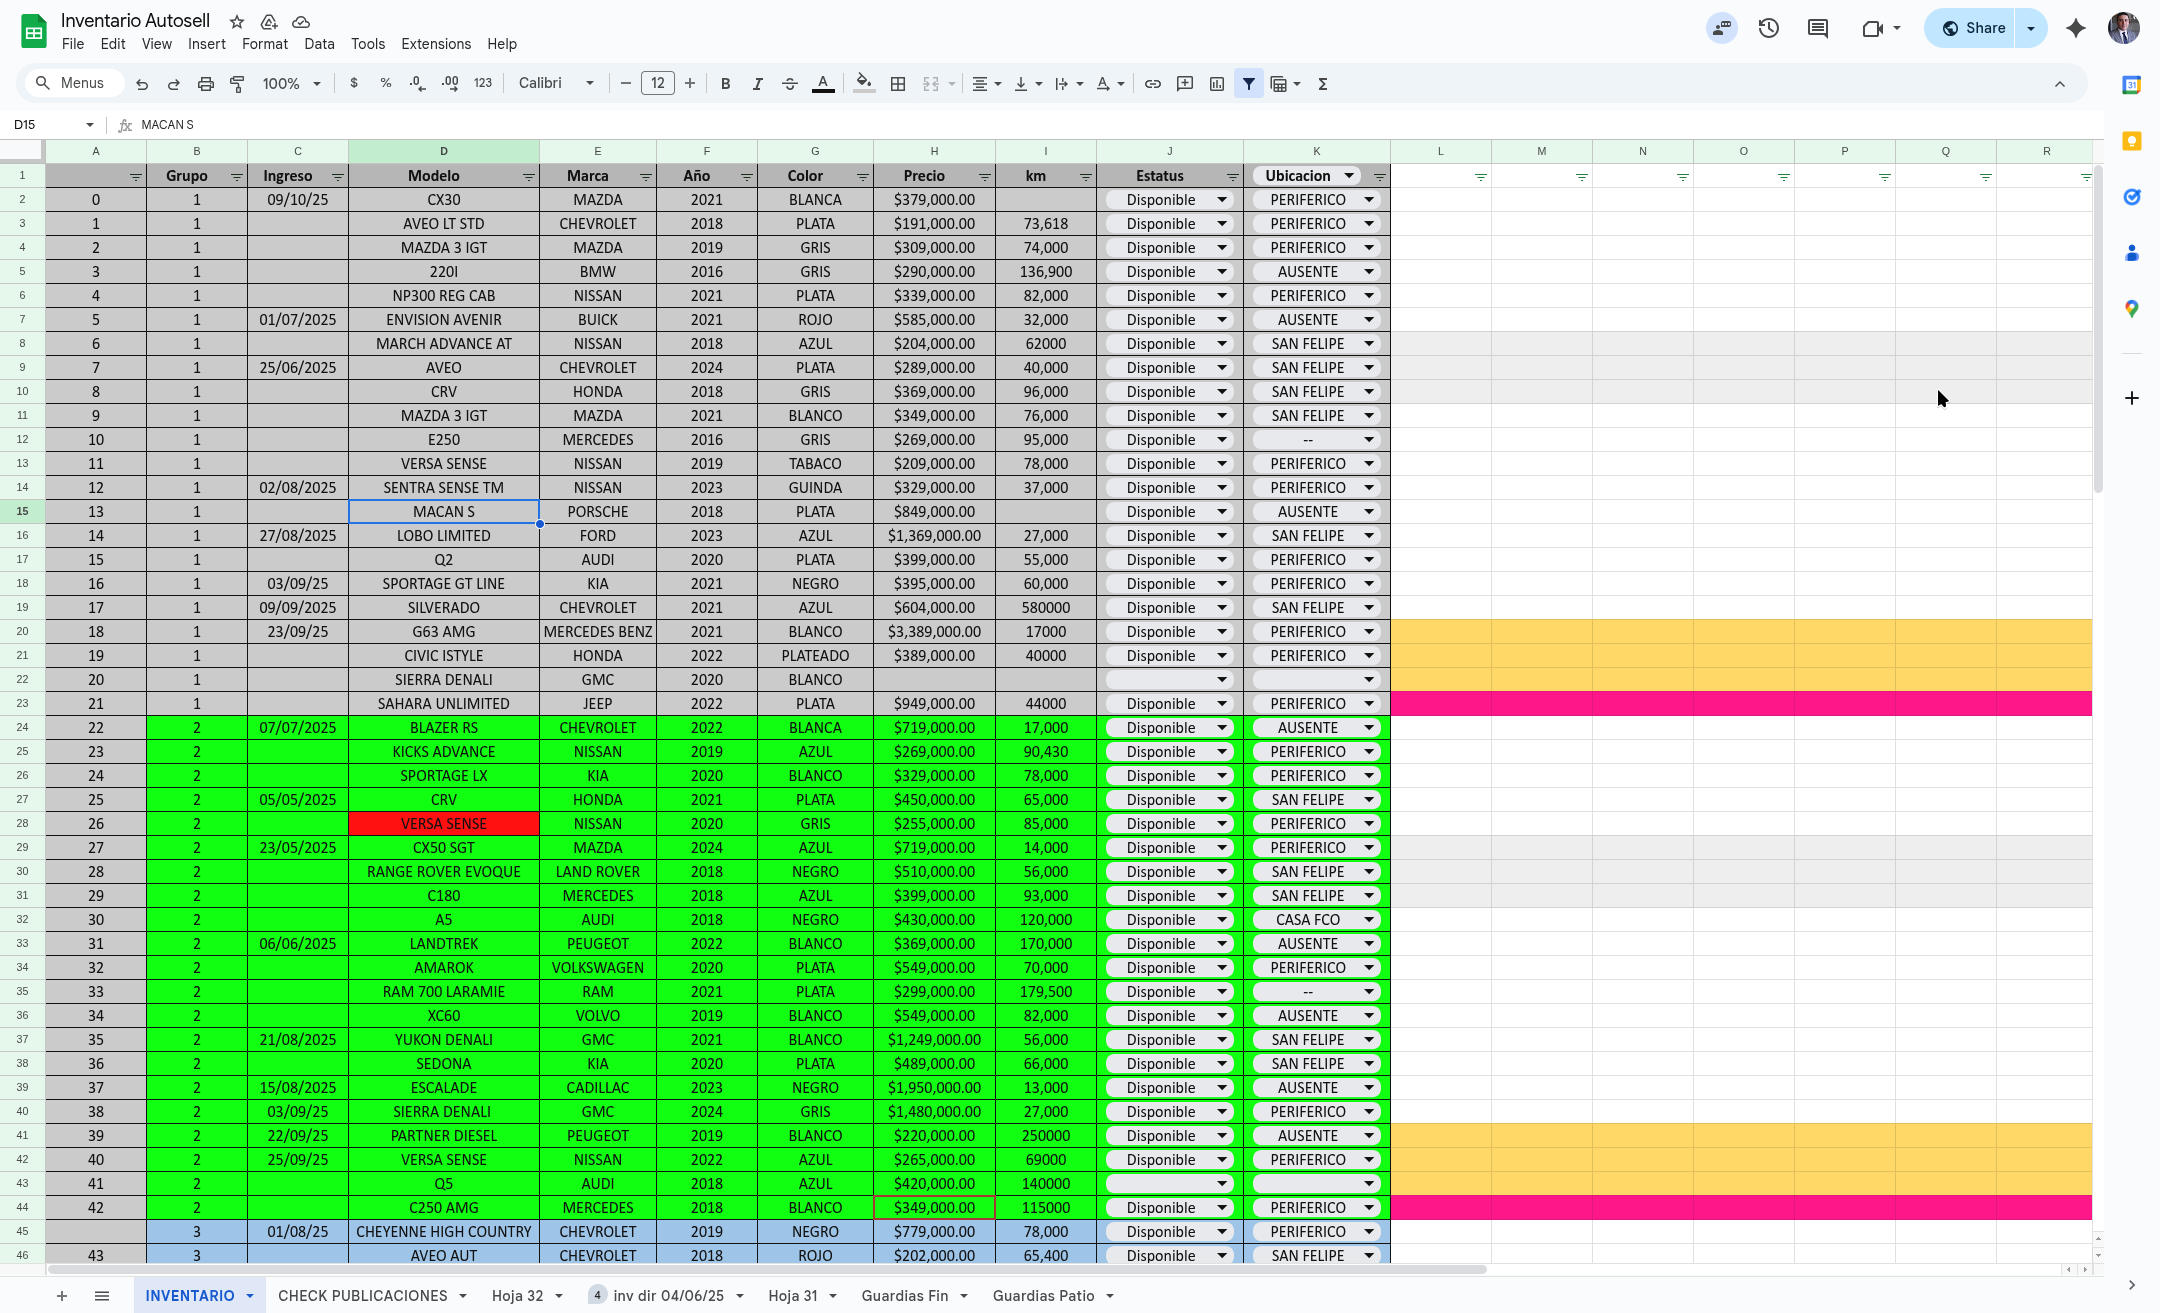 Inventario Autosell
File Edit View Insert Format Data Tools Extensions Help
Share
Menus 100% $ % .0 .00 123 Calibri 12 B I A Σ
31
D15 fx MACAN S
A B C D E F G H I J K L M N O P Q R
1 Grupo Ingreso Modelo Marca Año Color Precio km Estatus Ubicacion
2 0 1 09/10/25 CX30 MAZDA 2021 BLANCA $379,000.00 Disponible PERIFERICO
3 1 1 AVEO LT STD CHEVROLET 2018 PLATA $191,000.00 73,618 Disponible PERIFERICO
4 2 1 MAZDA 3 IGT MAZDA 2019 GRIS $309,000.00 74,000 Disponible PERIFERICO
5 3 1 220I BMW 2016 GRIS $290,000.00 136,900 Disponible AUSENTE
6 4 1 NP300 REG CAB NISSAN 2021 PLATA $339,000.00 82,000 Disponible PERIFERICO
7 5 1 01/07/2025 ENVISION AVENIR BUICK 2021 ROJO $585,000.00 32,000 Disponible AUSENTE
8 6 1 MARCH ADVANCE AT NISSAN 2018 AZUL $204,000.00 62000 Disponible SAN FELIPE
9 7 1 25/06/2025 AVEO CHEVROLET 2024 PLATA $289,000.00 40,000 Disponible SAN FELIPE
10 8 1 CRV HONDA 2018 GRIS $369,000.00 96,000 Disponible SAN FELIPE
11 9 1 MAZDA 3 IGT MAZDA 2021 BLANCO $349,000.00 76,000 Disponible SAN FELIPE
12 10 1 E250 MERCEDES 2016 GRIS $269,000.00 95,000 Disponible --
13 11 1 VERSA SENSE NISSAN 2019 TABACO $209,000.00 78,000 Disponible PERIFERICO
14 12 1 02/08/2025 SENTRA SENSE TM NISSAN 2023 GUINDA $329,000.00 37,000 Disponible PERIFERICO
15 13 1 MACAN S PORSCHE 2018 PLATA $849,000.00 Disponible AUSENTE
16 14 1 27/08/2025 LOBO LIMITED FORD 2023 AZUL $1,369,000.00 27,000 Disponible SAN FELIPE
17 15 1 Q2 AUDI 2020 PLATA $399,000.00 55,000 Disponible PERIFERICO
18 16 1 03/09/25 SPORTAGE GT LINE KIA 2021 NEGRO $395,000.00 60,000 Disponible PERIFERICO
19 17 1 09/09/2025 SILVERADO CHEVROLET 2021 AZUL $604,000.00 580000 Disponible SAN FELIPE
20 18 1 23/09/25 G63 AMG MERCEDES BENZ 2021 BLANCO $3,389,000.00 17000 Disponible PERIFERICO
21 19 1 CIVIC ISTYLE HONDA 2022 PLATEADO $389,000.00 40000 Disponible PERIFERICO
22 20 1 SIERRA DENALI GMC 2020 BLANCO
23 21 1 SAHARA UNLIMITED JEEP 2022 PLATA $949,000.00 44000 Disponible PERIFERICO
24 22 2 07/07/2025 BLAZER RS CHEVROLET 2022 BLANCA $719,000.00 17,000 Disponible AUSENTE
25 23 2 KICKS ADVANCE NISSAN 2019 AZUL $269,000.00 90,430 Disponible PERIFERICO
26 24 2 SPORTAGE LX KIA 2020 BLANCO $329,000.00 78,000 Disponible PERIFERICO
27 25 2 05/05/2025 CRV HONDA 2021 PLATA $450,000.00 65,000 Disponible SAN FELIPE
28 26 2 VERSA SENSE NISSAN 2020 GRIS $255,000.00 85,000 Disponible PERIFERICO
29 27 2 23/05/2025 CX50 SGT MAZDA 2024 AZUL $719,000.00 14,000 Disponible PERIFERICO
30 28 2 RANGE ROVER EVOQUE LAND ROVER 2018 NEGRO $510,000.00 56,000 Disponible SAN FELIPE
31 29 2 C180 MERCEDES 2018 AZUL $399,000.00 93,000 Disponible SAN FELIPE
32 30 2 A5 AUDI 2018 NEGRO $430,000.00 120,000 Disponible CASA FCO
33 31 2 06/06/2025 LANDTREK PEUGEOT 2022 BLANCO $369,000.00 170,000 Disponible AUSENTE
34 32 2 AMAROK VOLKSWAGEN 2020 PLATA $549,000.00 70,000 Disponible PERIFERICO
35 33 2 RAM 700 LARAMIE RAM 2021 PLATA $299,000.00 179,500 Disponible --
36 34 2 XC60 VOLVO 2019 BLANCO $549,000.00 82,000 Disponible AUSENTE
37 35 2 21/08/2025 YUKON DENALI GMC 2021 BLANCO $1,249,000.00 56,000 Disponible SAN FELIPE
38 36 2 SEDONA KIA 2020 PLATA $489,000.00 66,000 Disponible SAN FELIPE
39 37 2 15/08/2025 ESCALADE CADILLAC 2023 NEGRO $1,950,000.00 13,000 Disponible AUSENTE
40 38 2 03/09/25 SIERRA DENALI GMC 2024 GRIS $1,480,000.00 27,000 Disponible PERIFERICO
41 39 2 22/09/25 PARTNER DIESEL PEUGEOT 2019 BLANCO $220,000.00 250000 Disponible AUSENTE
42 40 2 25/09/25 VERSA SENSE NISSAN 2022 AZUL $265,000.00 69000 Disponible PERIFERICO
43 41 2 Q5 AUDI 2018 AZUL $420,000.00 140000
44 42 2 C250 AMG MERCEDES 2018 BLANCO $349,000.00 115000 Disponible PERIFERICO
45 3 01/08/25 CHEYENNE HIGH COUNTRY CHEVROLET 2019 NEGRO $779,000.00 78,000 Disponible PERIFERICO
46 43 3 AVEO AUT CHEVROLET 2018 ROJO $202,000.00 65,400 Disponible SAN FELIPE
INVENTARIO CHECK PUBLICACIONES Hoja 32 4 inv dir 04/06/25 Hoja 31 Guardias Fin Guardias Patio